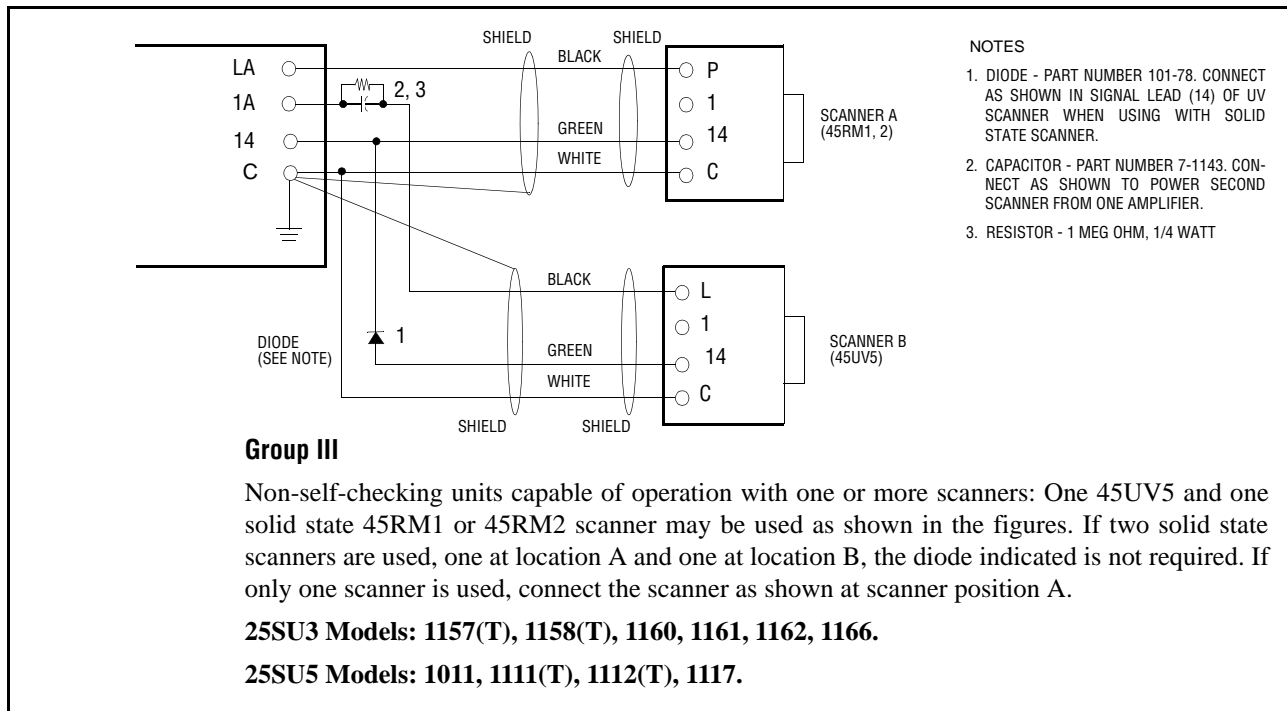 SHIELD SHIELD
BLACK
LA
1A
14
C
2, 3
GREEN
WHITE
P
1
14
C
SCANNER A
(45RM1, 2)
NOTES
1. DIODE - PART NUMBER 101-78. CONNECT
AS SHOWN IN SIGNAL LEAD (14) OF UV
SCANNER WHEN USING WITH SOLID
STATE SCANNER.
2. CAPACITOR - PART NUMBER 7-1143. CON-
NECT AS SHOWN TO POWER SECOND
SCANNER FROM ONE AMPLIFIER.
3. RESISTOR - 1 MEG OHM, 1/4 WATT
BLACK
DIODE
(SEE NOTE)
1
GREEN
WHITE
L
1
14
C
SCANNER B
(45UV5)
SHIELD SHIELD
Group III
Non-self-checking units capable of operation with one or more scanners: One 45UV5 and one
solid state 45RM1 or 45RM2 scanner may be used as shown in the figures. If two solid state
scanners are used, one at location A and one at location B, the diode indicated is not required. If
only one scanner is used, connect the scanner as shown at scanner position A.
25SU3 Models: 1157(T), 1158(T), 1160, 1161, 1162, 1166.
25SU5 Models: 1011, 1111(T), 1112(T), 1117.